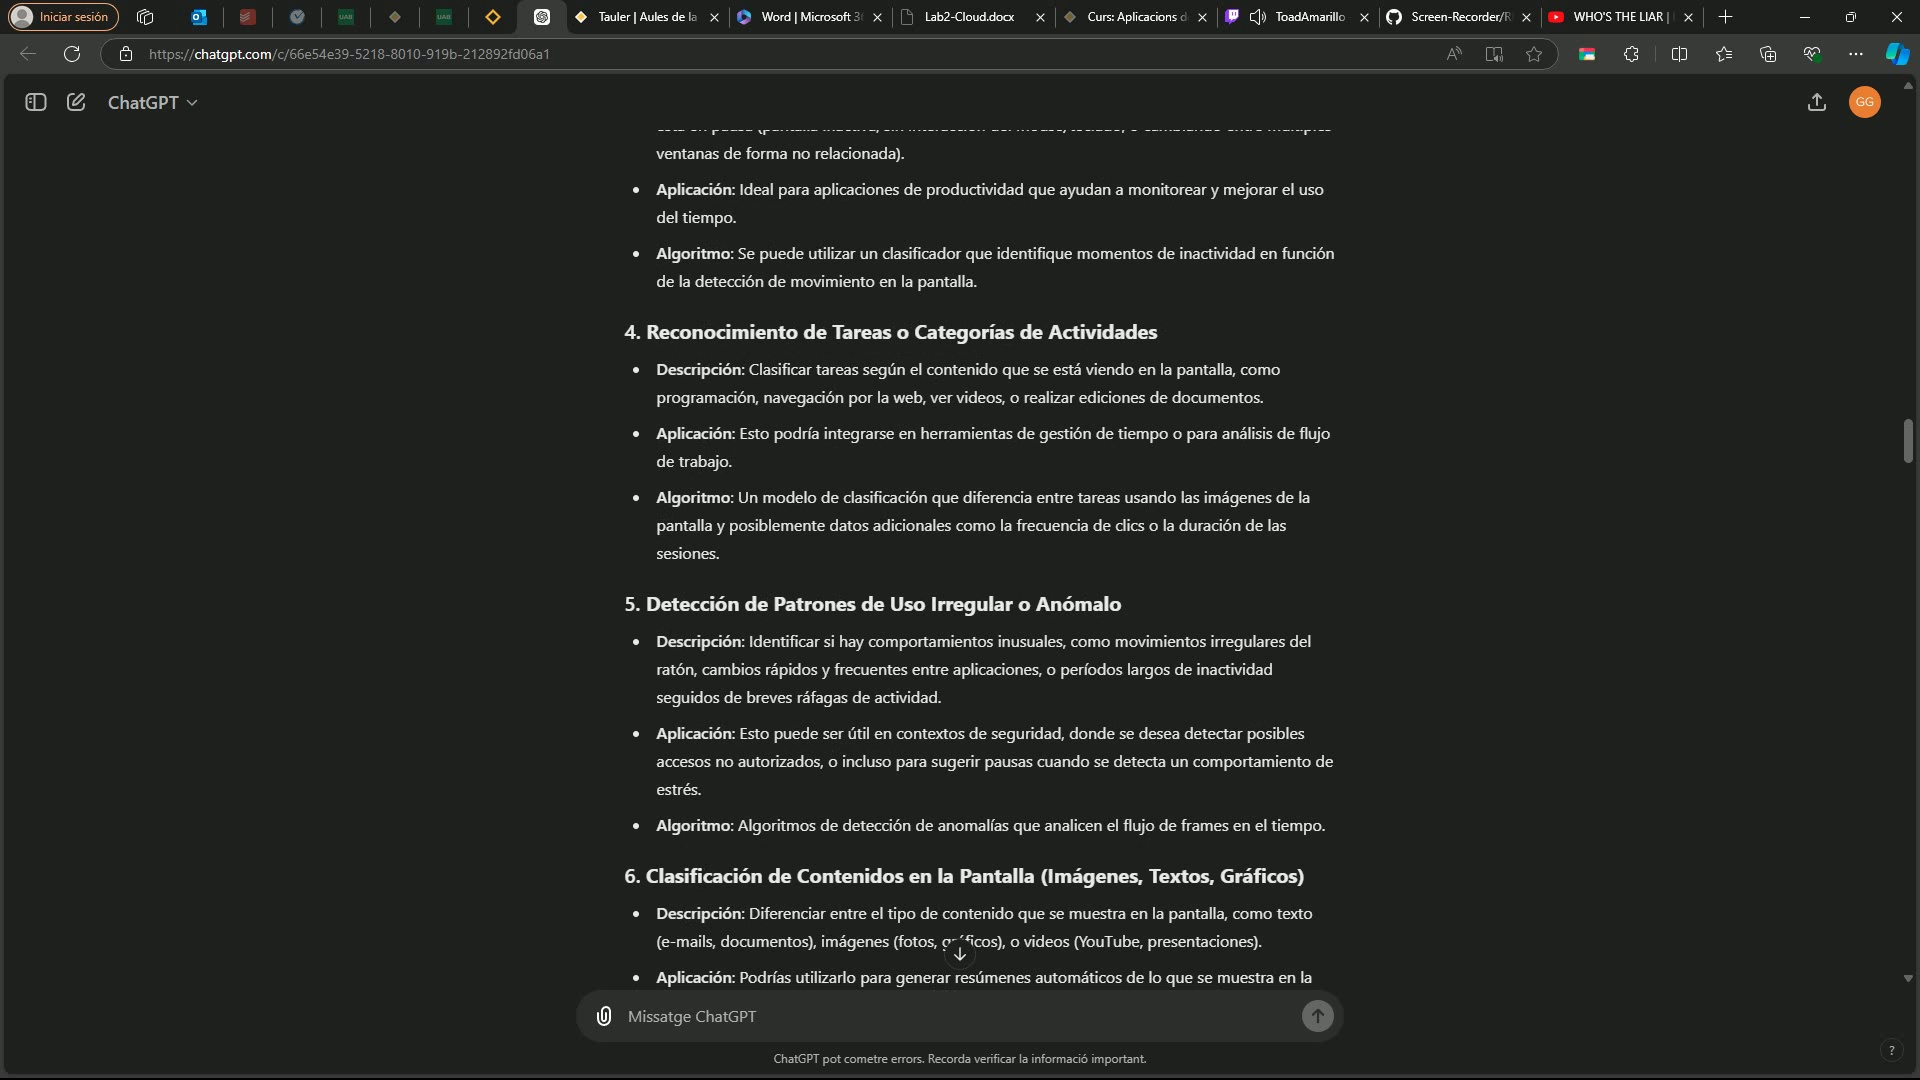 Iniciar sesión
UAB
UAB
Tauler | Aules de la
Word | Microsoft 3
Lab2-Cloud.docx
Curs: Aplicacions d
ToadAmarillo
Screen-Recorder/R
WHO'S THE LIAR |
https://chatgpt.com/c/66e54e39-5218-8010-919b-212892fd06a1
ChatGPT
GG
ventanas de forma no relacionada).
• Aplicación: Ideal para aplicaciones de productividad que ayudan a monitorear y mejorar el uso
del tiempo.
• Algoritmo: Se puede utilizar un clasificador que identifique momentos de inactividad en función
de la detección de movimiento en la pantalla.
4. Reconocimiento de Tareas o Categorías de Actividades
• Descripción: Clasificar tareas según el contenido que se está viendo en la pantalla, como
programación, navegación por la web, ver videos, o realizar ediciones de documentos.
• Aplicación: Esto podría integrarse en herramientas de gestión de tiempo o para análisis de flujo
de trabajo.
• Algoritmo: Un modelo de clasificación que diferencia entre tareas usando las imágenes de la
pantalla y posiblemente datos adicionales como la frecuencia de clics o la duración de las
sesiones.
5. Detección de Patrones de Uso Irregular o Anómalo
• Descripción: Identificar si hay comportamientos inusuales, como movimientos irregulares del
ratón, cambios rápidos y frecuentes entre aplicaciones, o períodos largos de inactividad
seguidos de breves ráfagas de actividad.
• Aplicación: Esto puede ser útil en contextos de seguridad, donde se desea detectar posibles
accesos no autorizados, o incluso para sugerir pausas cuando se detecta un comportamiento de
estrés.
• Algoritmo: Algoritmos de detección de anomalías que analicen el flujo de frames en el tiempo.
6. Clasificación de Contenidos en la Pantalla (Imágenes, Textos, Gráficos)
• Descripción: Diferenciar entre el tipo de contenido que se muestra en la pantalla, como texto
(e-mails, documentos), imágenes (fotos, gráficos), o videos (YouTube, presentaciones).
• Aplicación: Podrías utilizarlo para generar resúmenes automáticos de lo que se muestra en la
Missatge ChatGPT
ChatGPT pot cometre errors. Recorda verificar la informació important.
?